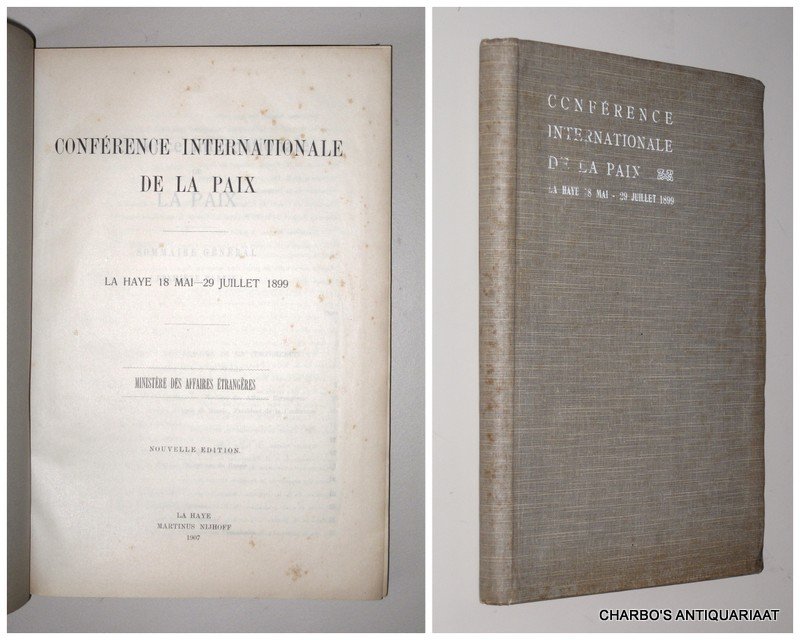 CONFÉRENCE INTERNATIONALE
DE LA PAIX
LA HAYE 18 MAI—29 JUILLET 1899
MINISTÈRE DES AFFAIRES ÉTRANGÈRES
NOUVELLE EDITION.
LA HAYE
MARTINUS NIJHOFF
1907
CONFÉRENCE
INTERNATIONALE
DE LA PAIX
LA HAYE 18 MAI - 29 JUILLET 1899
CHARBO'S ANTIQUARIAAT